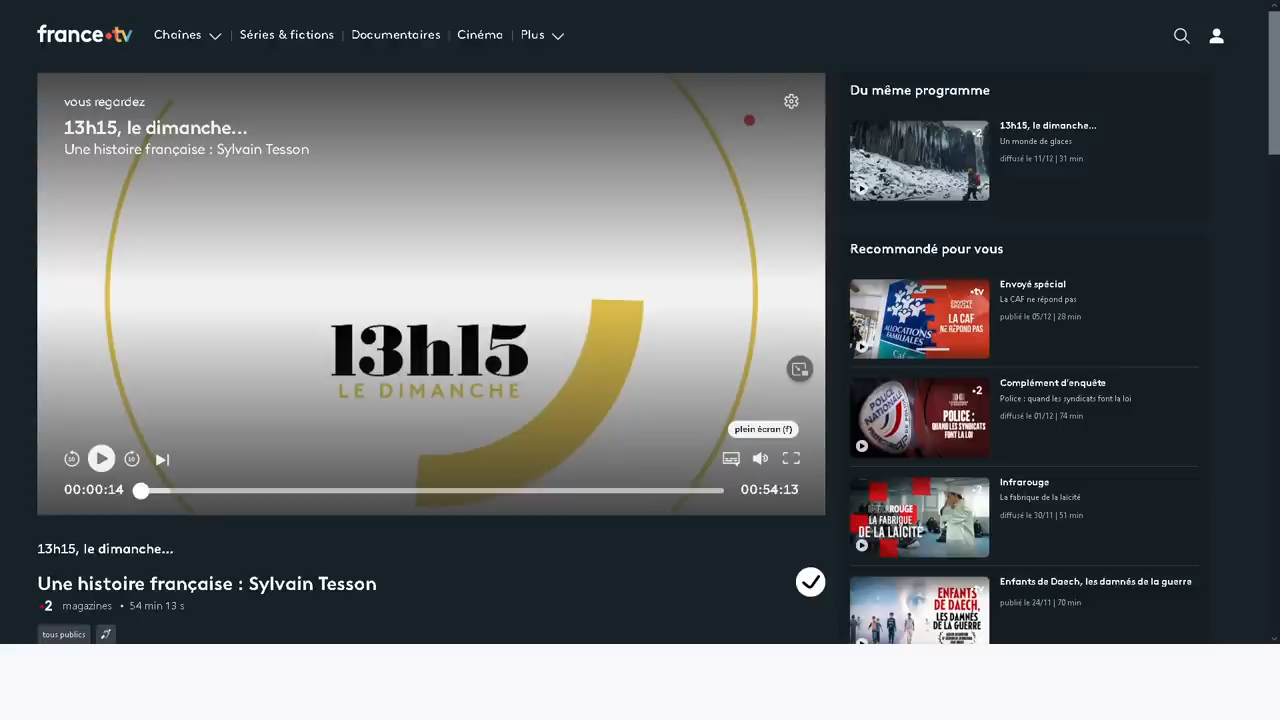 france•tv
Chaînes
Séries & fictions
Documentaires
Cinéma
Plus
vous regardez
13h15, le dimanche...
Une histoire française : Sylvain Tesson
13h15
LE DIMANCHE
plein écran (f)
10
10
00:00:14
00:54:13
13h15, le dimanche...
Une histoire française : Sylvain Tesson
2 magazines • 54 min 13 s
tous publics
Du même programme
13h15, le dimanche...
Un monde de glaces
diffusé le 11/12 | 31 min
Recommandé pour vous
ALLOCATIONS
FAMILIALES
Caf
ENVOYÉ
SPÉCIAL
LA CAF
NE RÉPOND PAS
Envoyé spécial
La CAF ne répond pas
publié le 05/12 | 28 min
POLICE
NATIONALE
POLICE :
QUAND LES SYNDICATS
FONT LA LOI
Complément d'enquête
Police : quand les syndicats font la loi
diffusé le 01/12 | 74 min
LA FABRIQUE
DE LA LAÏCITÉ
Infrarouge
La fabrique de la laïcité
diffusé le 30/11 | 51 min
ENFANTS
DE DAECH,
LES DAMNÉS
DE LA GUERRE
Enfants de Daech, les damnés de la guerre
publié le 24/11 | 70 min